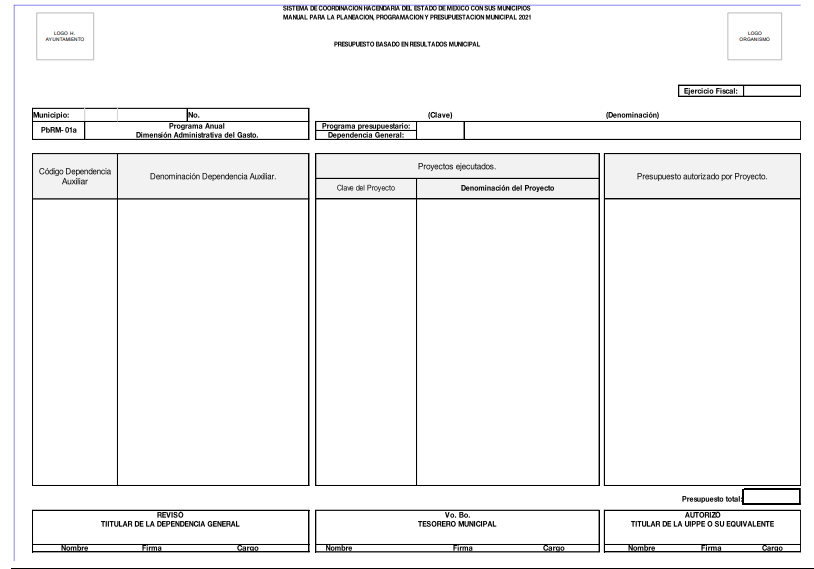 SISTEMA DE COORDINACION HACENDARIA DEL ESTADO DE MEXICO CON SUS MUNICIPIOS
MANUAL PARA LA PLANEACION, PROGRAMACION Y PRESUPUESTACION MUNICIPAL 2021
LOGO H.
AYUNTAMIENTO
LOGO
ORGANISMO
PRESUPUESTO BASADO EN RESULTADOS MUNICIPAL
Ejercicio Fiscal:
Municipio: No.
(Clave) (Denominación)
PbRM- 01a
Programa Anual
Dimensión Administrativa del Gasto.
Programa presupuestario:
Dependencia General:
Código Dependencia
Auxiliar
Denominación Dependencia Auxiliar.
Proyectos ejecutados.
Clave del Proyecto
Denominación del Proyecto
Presupuesto autorizado por Proyecto.
Presupuesto total:
REVISÓ
TIITULAR DE LA DEPENDENCIA GENERAL
Nombre Firma Cargo
Vo. Bo.
TESORERO MUNICIPAL
Nombre Firma Cargo
AUTORIZO
TITULAR DE LA UIPPE O SU EQUIVALENTE
Nombre Firma Cargo